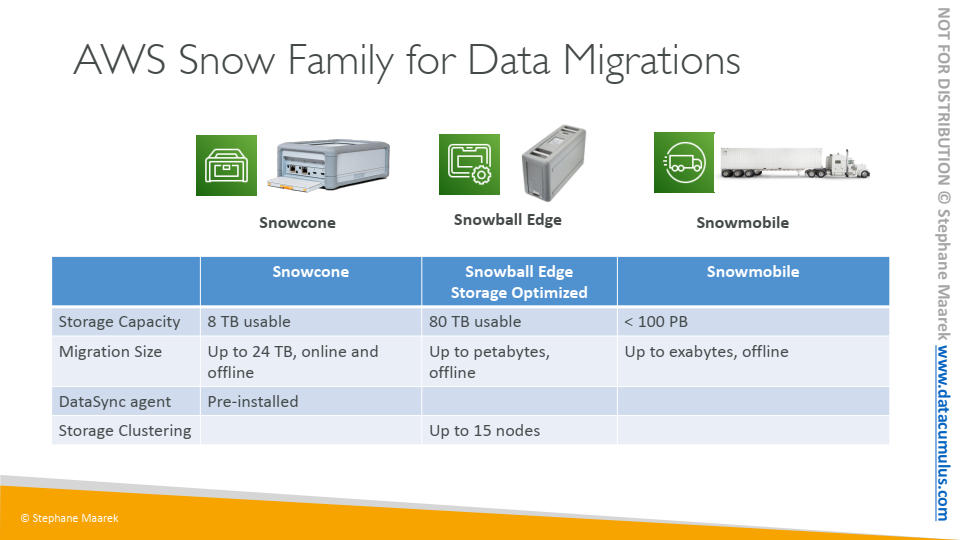 AWS Snow Family for Data Migrations
Snowcone
Snowball Edge
Snowmobile
Snowcone
Snowball Edge
Storage Optimized
Snowmobile
Storage Capacity
8 TB usable
80 TB usable
< 100 PB
Migration Size
Up to 24 TB, online and
offline
Up to petabytes,
offline
Up to exabytes, offline
DataSync agent
Pre-installed
Storage Clustering
Up to 15 nodes
© Stephane Maarek
NOT FOR DISTRIBUTION © Stephane Maarek www.datacumulus.com